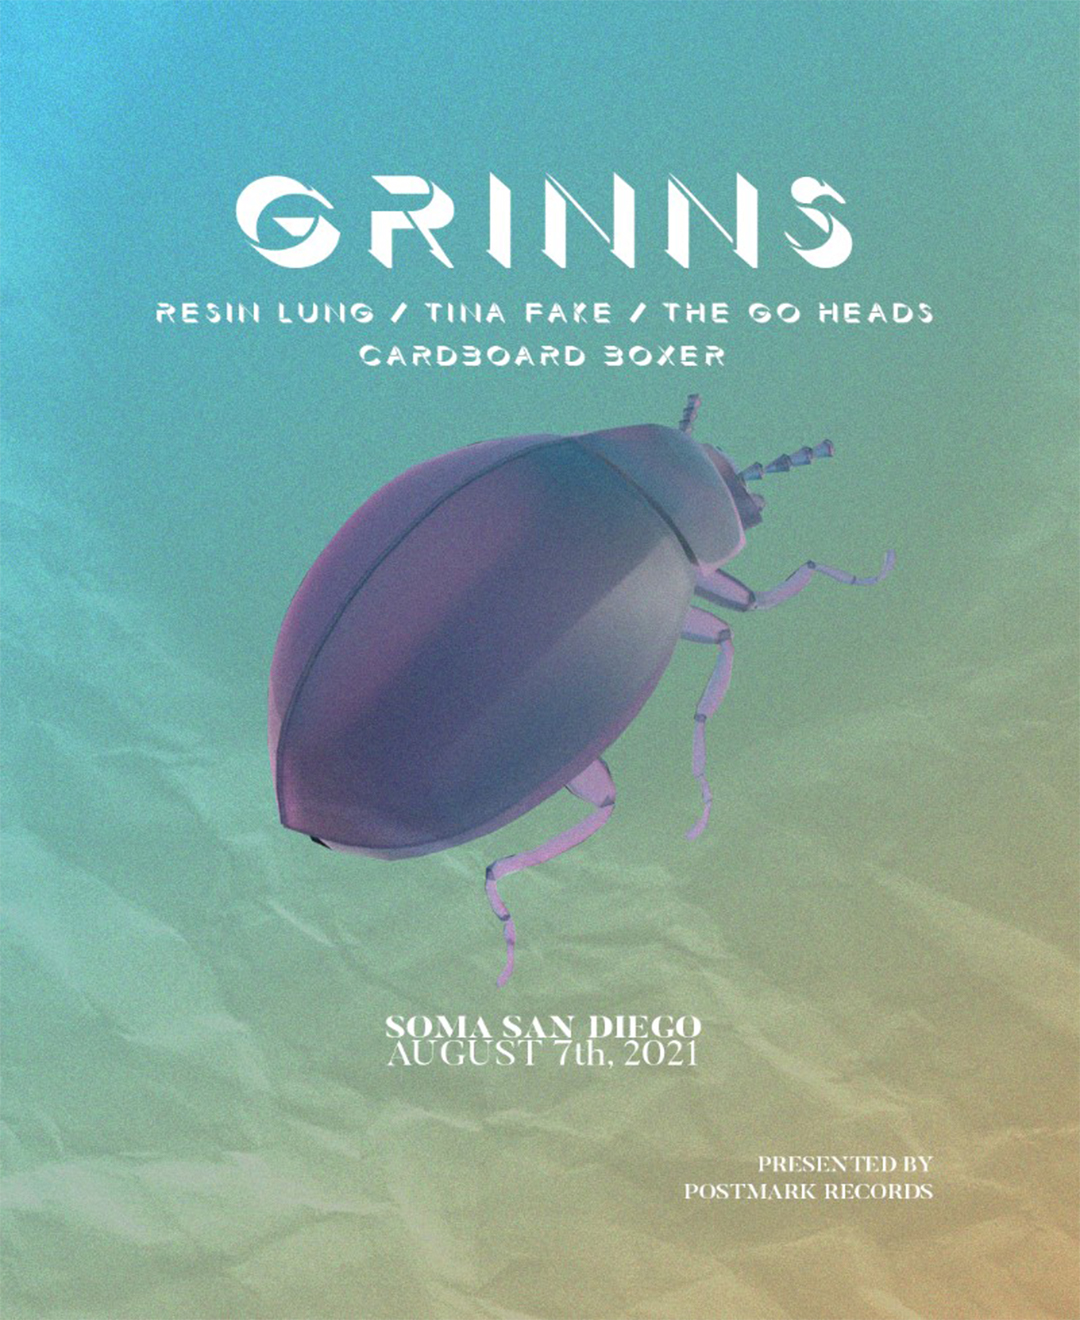 GRINNS
RESIN LUNG / TINA FAKE / THE GO HEADS
CARDBOARD BOXER
SOMA SAN DIEGO
AUGUST 7th, 2021
PRESENTED BY
POSTMARK RECORDS